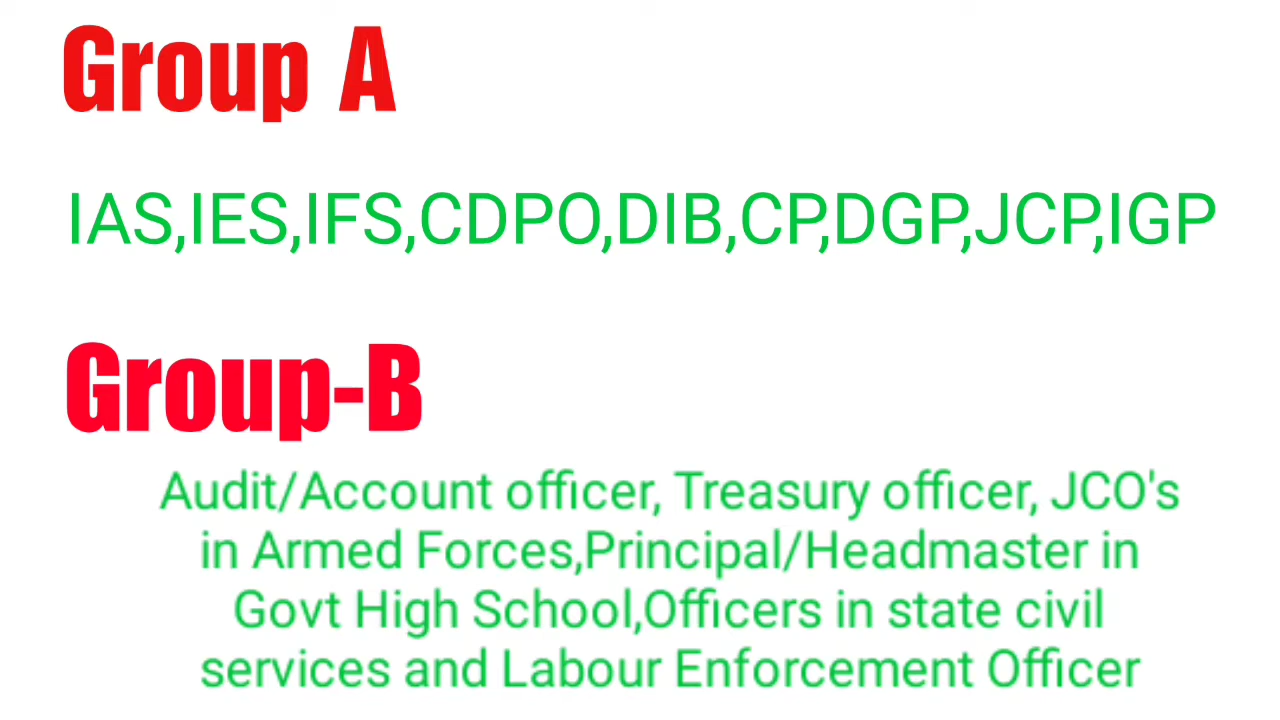 Group A
IAS,IES,IFS,CDPO,DIB,CP,DGP,JCP,IGP
Group-B
Audit/Account officer, Treasury officer, JCO's
in Armed Forces,Principal/Headmaster in
Govt High School,Officers in state civil
services and Labour Enforcement Officer